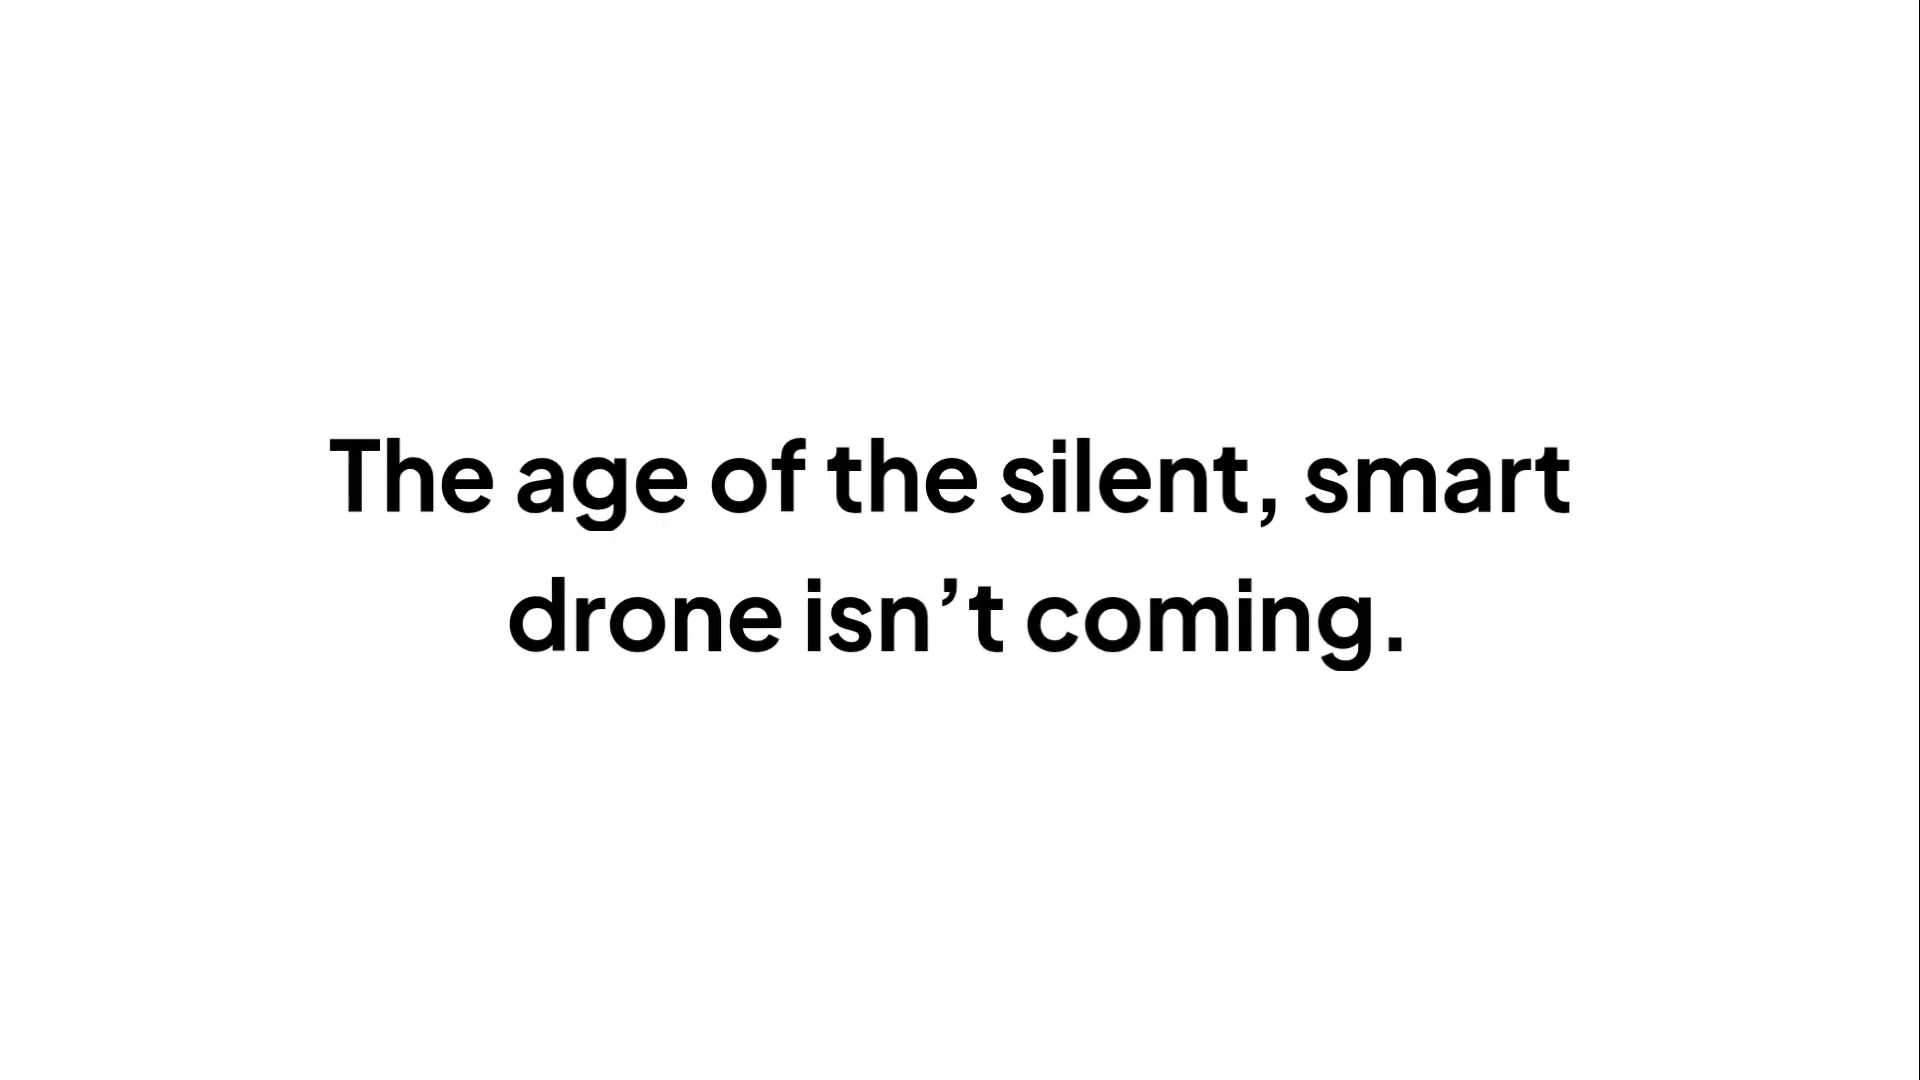 The age of the silent, smart
drone isn’t coming.